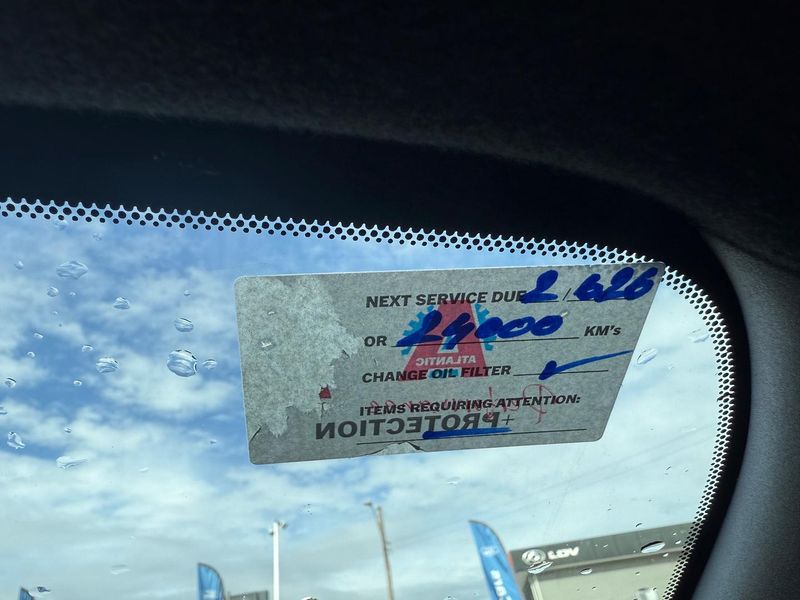 NEXT SERVICE DUE 2/626
OR 24000 KM's
ATLANTIC
CHANGE OIL FILTER ✓
ITEMS REQUIRING ATTENTION:
+
PROTECTION
LDV